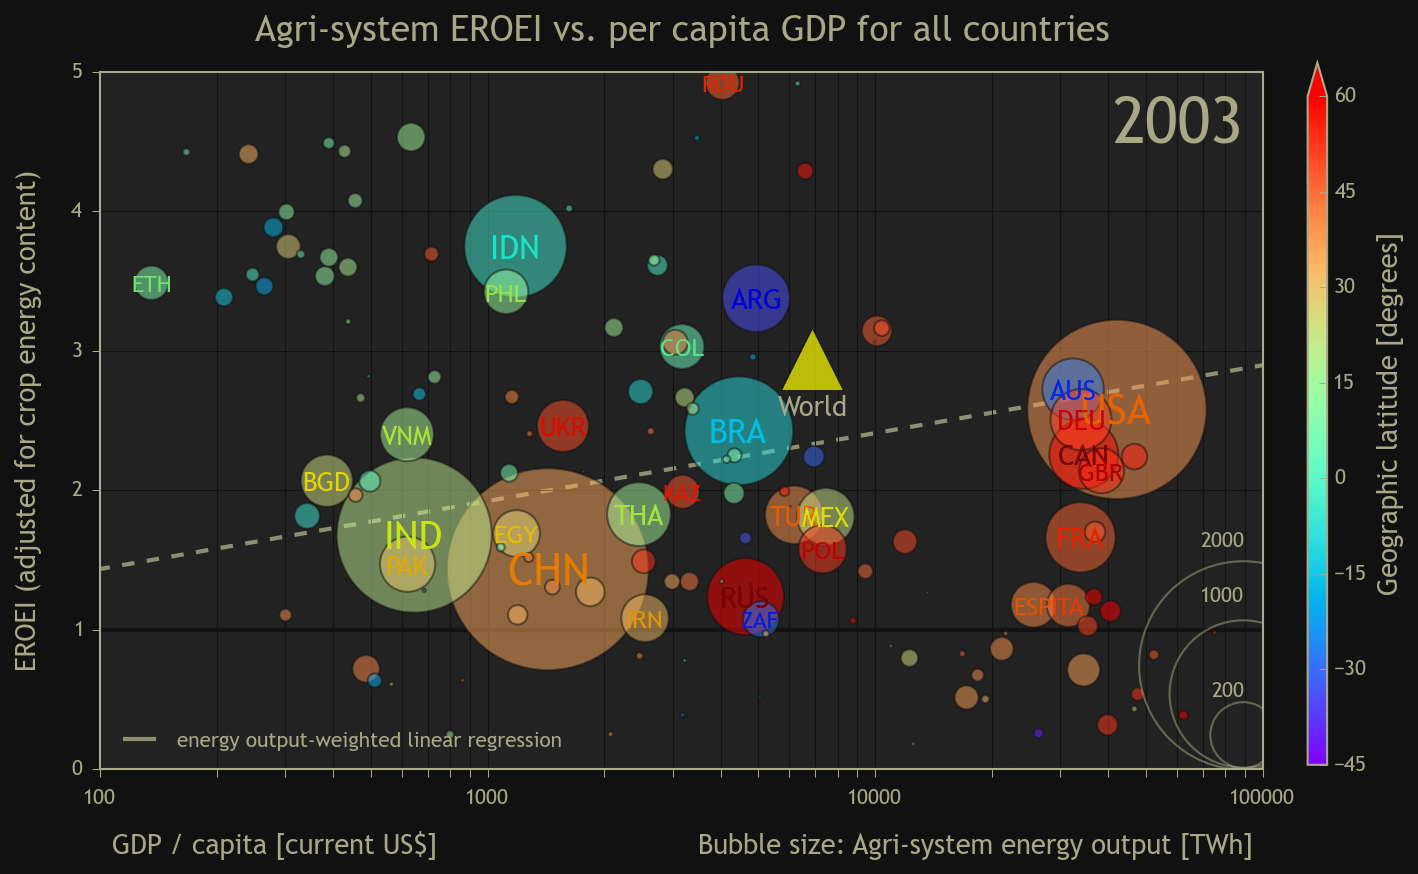 Agri-system EROEI vs. per capita GDP for all countries
2003
EROEI (adjusted for crop energy content)
5
4
3
2
1
0
ROU
IDN
ETH
PHL
ARG
COL
World
AUS
USA
DEU
UKR
BRA
VNM
CAN
GBR
BGD
KAZ
THA
TUR
MEX
IND
EGY
FRA
POL
PAK
CHN
RUS
ESP
ITA
IRN
ZAF
2000
1000
200
energy output-weighted linear regression
100
1000
10000
100000
GDP / capita [current US$]
Bubble size: Agri-system energy output [TWh]
60
45
30
15
0
−15
−30
−45
Geographic latitude [degrees]